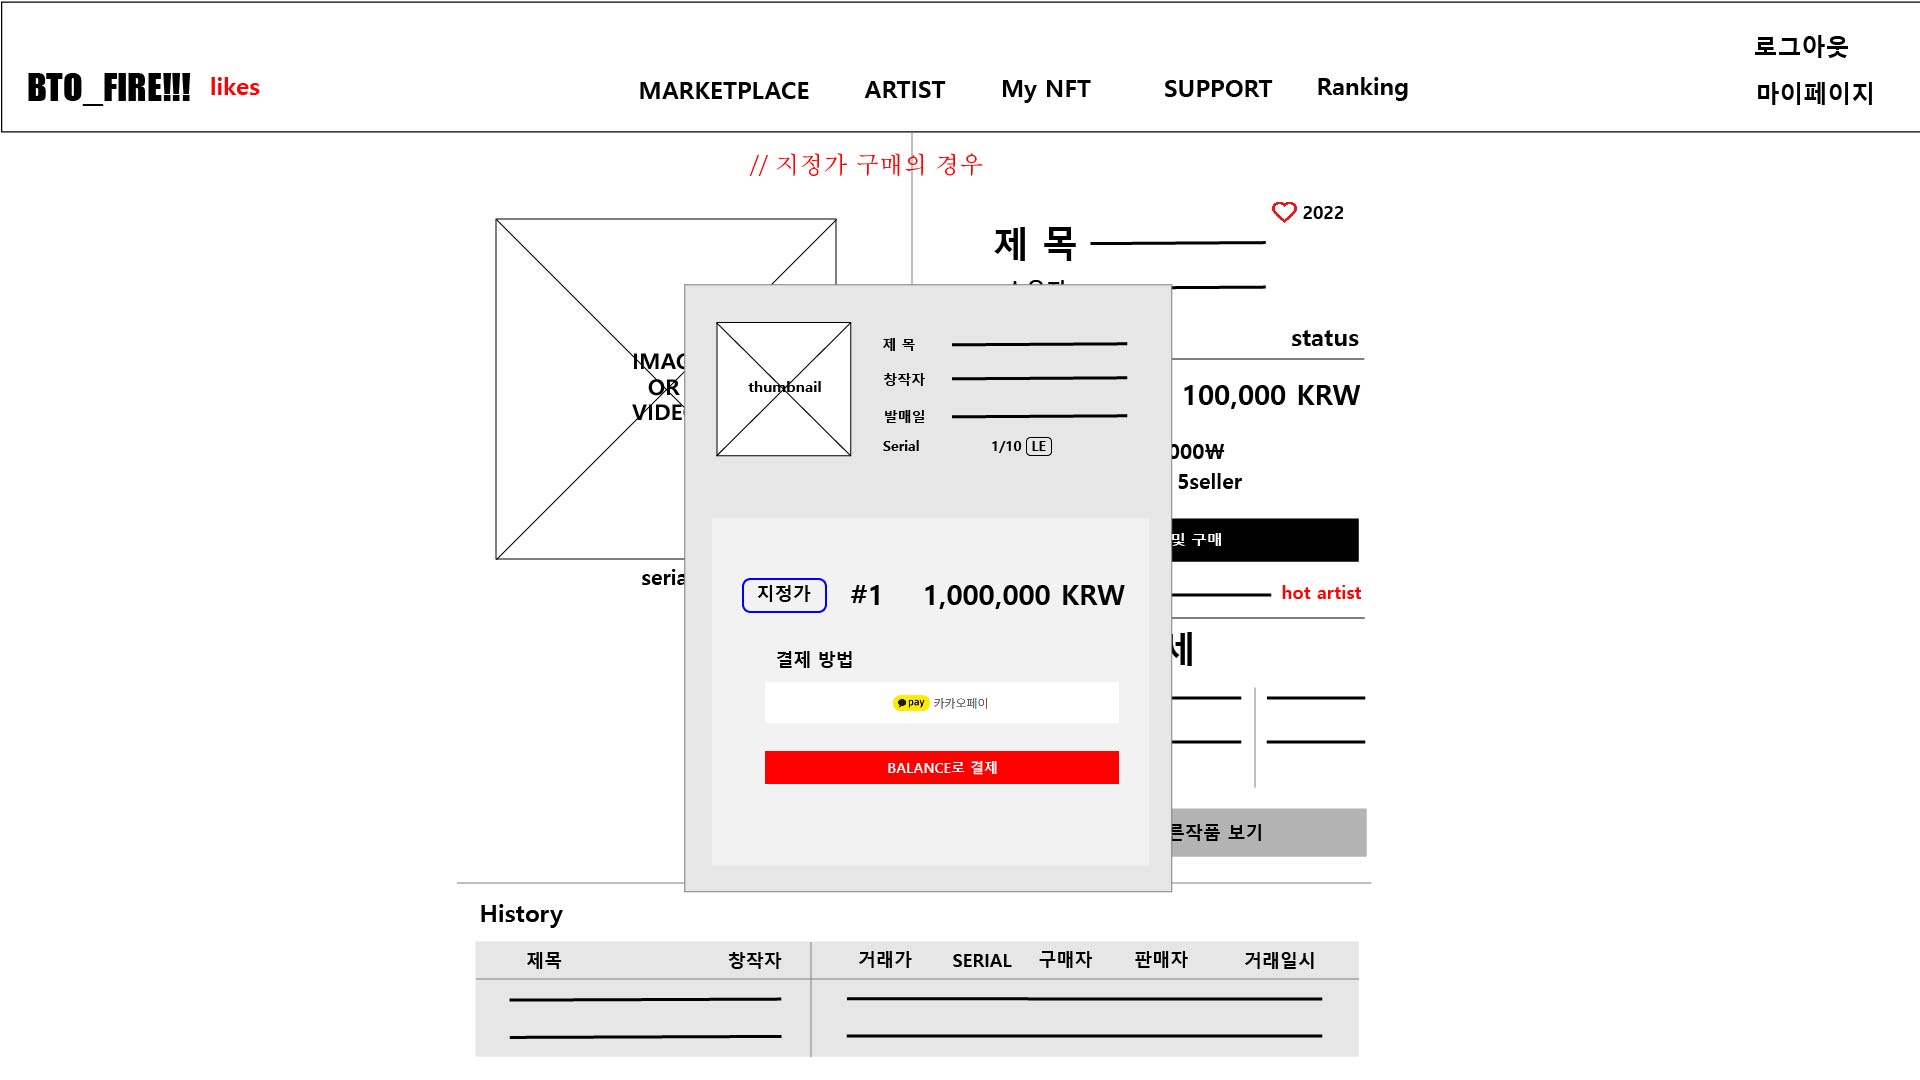 로그아웃
BTO_FIRE!!! likes MARKETPLACE ARTIST My NFT SUPPORT Ranking 마이페이지
// 지정가 구매의 경우
2022
제 목
status
100,000 KRW
000₩
5seller
및 구매
hot artist
세
른작품 보기
OR
thumbnail
제 목
창작자
발매일
Serial 1/10 LE
지정가 #1 1,000,000 KRW
결제 방법
pay 카카오페이
BALANCE로 결제
History
제목 창작자 거래가 SERIAL 구매자 판매자 거래일시